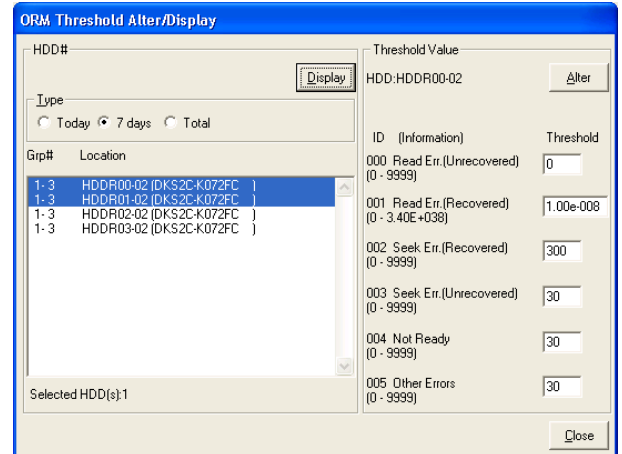 ORM Threshold Alter/Display
HDD#
Display
Type
Today 7 days Total
Grp# Location
1- 3 HDDR00-02 (DKS2C-K072FC )
1- 3 HDDR01-02 (DKS2C-K072FC )
1- 3 HDDR02-02 (DKS2C-K072FC )
1- 3 HDDR03-02 (DKS2C-K072FC )
Selected HDD(s):1
Threshold Value
HDD:HDDR00-02 Alter
ID (Information) Threshold
000 Read Err.(Unrecovered) 0
(0 - 9999)
001 Read Err.(Recovered) 1.00e-008
(0 - 3.40E+038)
002 Seek Err.(Recovered) 300
(0 - 9999)
003 Seek Err.(Unrecovered) 30
(0 - 9999)
004 Not Ready 30
(0 - 9999)
005 Other Errors 30
(0 - 9999)
Close